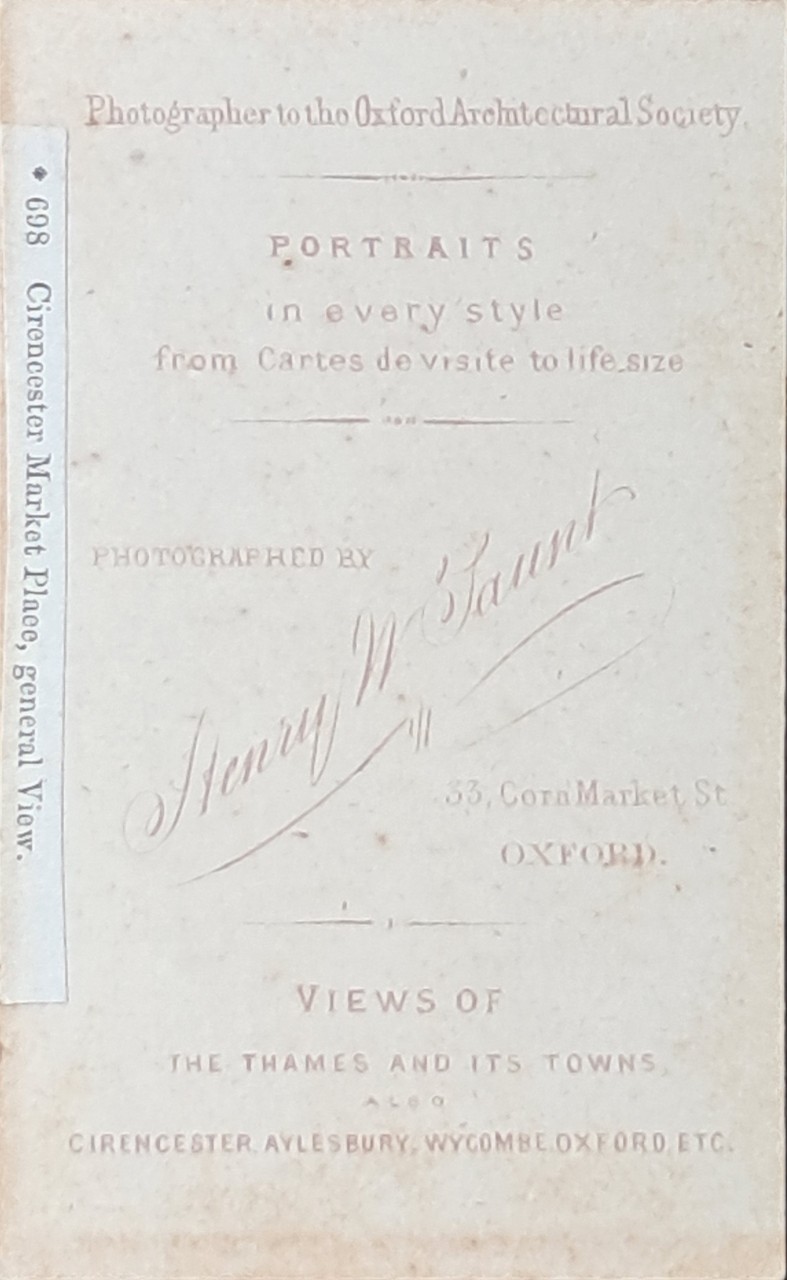 Photographer to the Oxford Architectural Society.
PORTRAITS
in every style
from Cartes de visite to life size
PHOTOGRAPHED BY
Henry W Taunt
33, Corn Market St
OXFORD.
VIEWS OF
THE THAMES AND ITS TOWNS,
ALSO
CIRENCESTER, AYLESBURY, WYCOMBE, OXFORD, ETC.
* 698 Cirencester Market Place, general View.